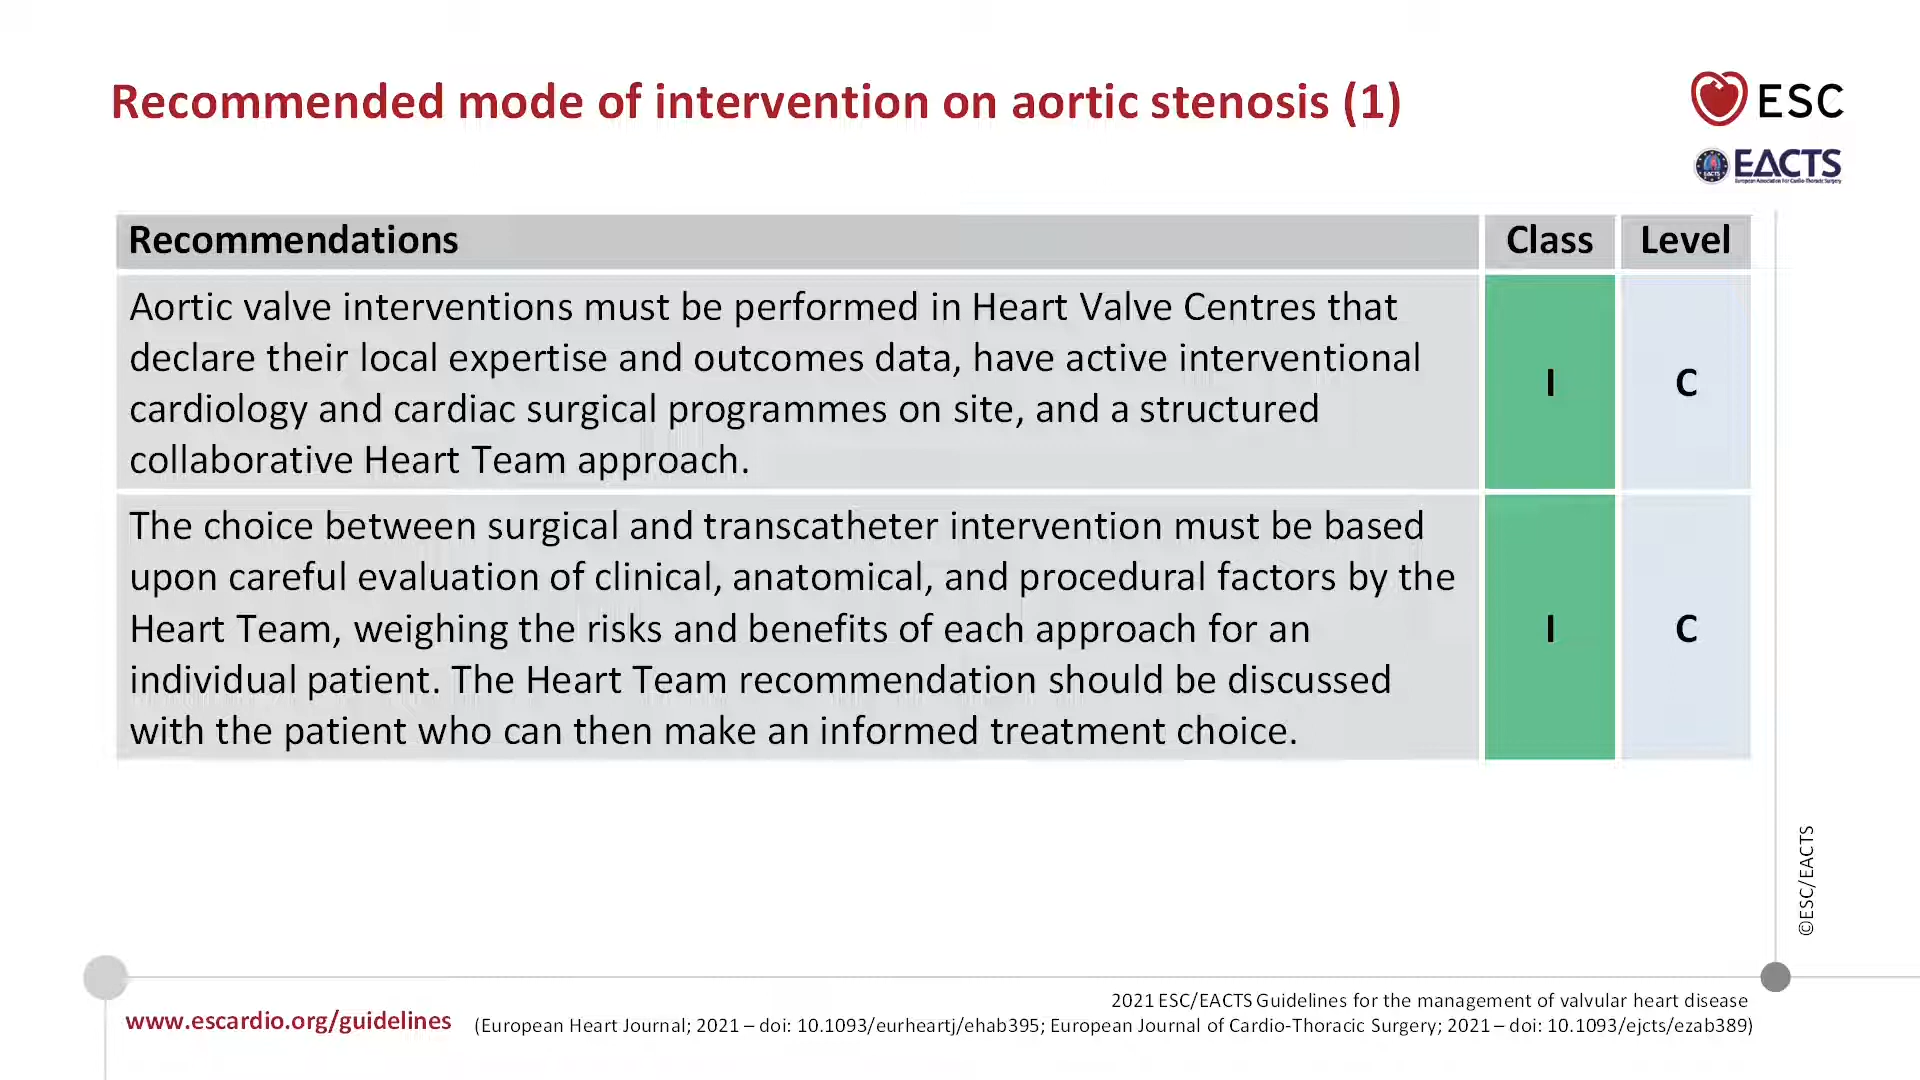 Recommended mode of intervention on aortic stenosis (1)
ESC
EACTS
European Association For Cardio-Thoracic Surgery
Recommendations
Class
Level
Aortic valve interventions must be performed in Heart Valve Centres that
declare their local expertise and outcomes data, have active interventional
cardiology and cardiac surgical programmes on site, and a structured
collaborative Heart Team approach.
I
C
The choice between surgical and transcatheter intervention must be based
upon careful evaluation of clinical, anatomical, and procedural factors by the
Heart Team, weighing the risks and benefits of each approach for an
individual patient. The Heart Team recommendation should be discussed
with the patient who can then make an informed treatment choice.
I
C
©ESC/EACTS
www.escardio.org/guidelines
2021 ESC/EACTS Guidelines for the management of valvular heart disease
(European Heart Journal; 2021 – doi: 10.1093/eurheartj/ehab395; European Journal of Cardio-Thoracic Surgery; 2021 – doi: 10.1093/ejcts/ezab389)